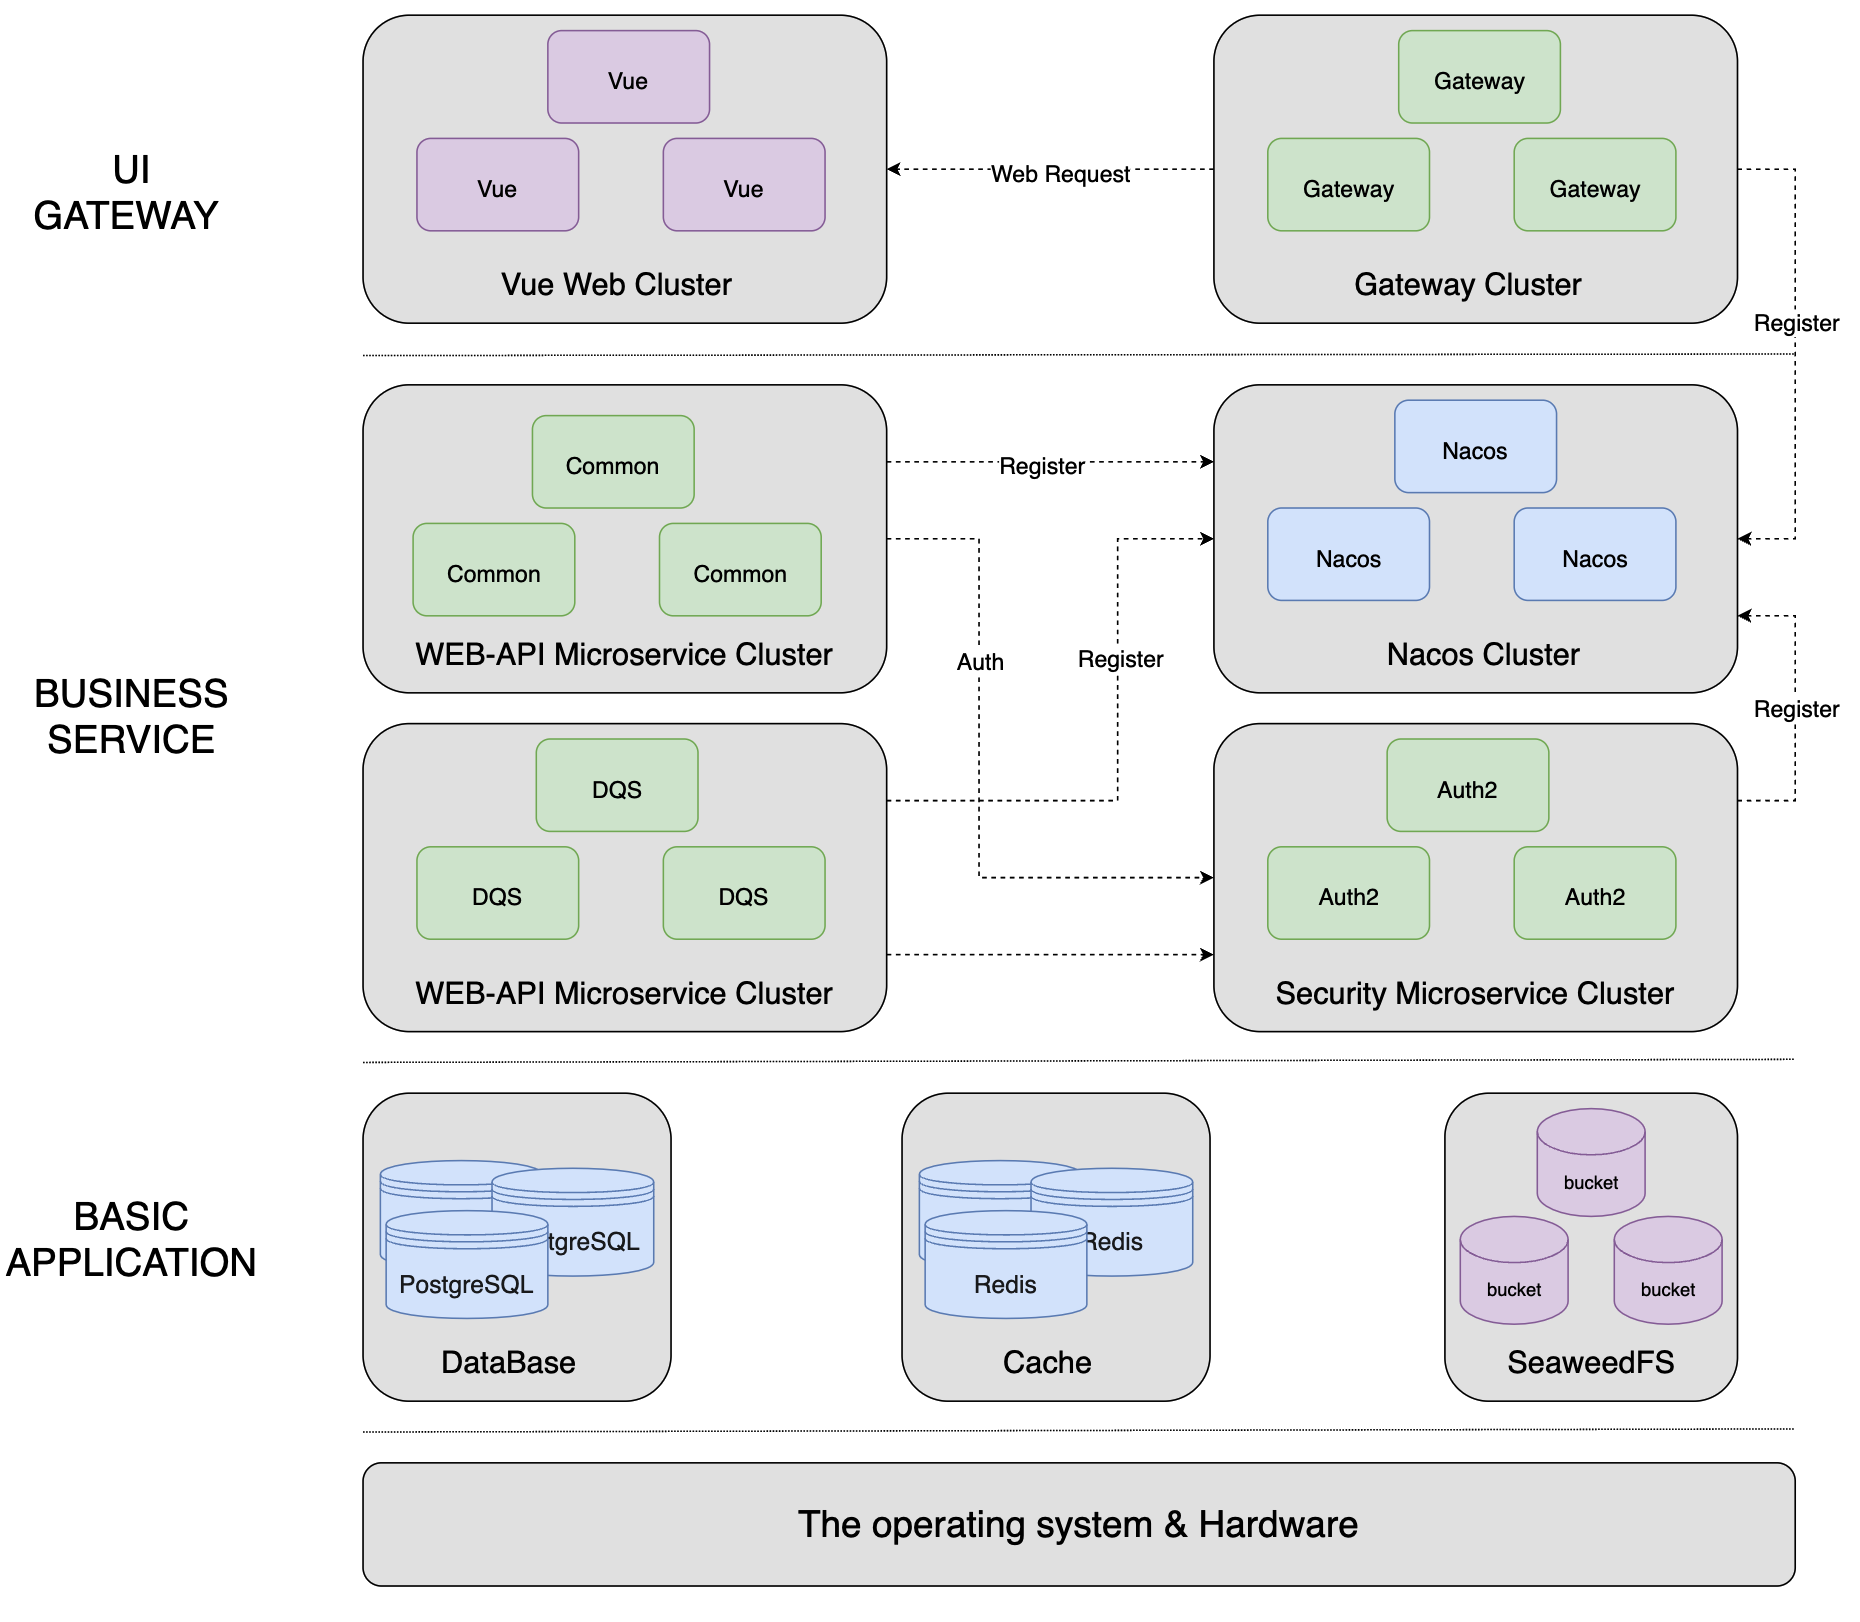 UI
GATEWAY
Vue
Vue
Vue
Vue Web Cluster
Web Request
Gateway
Gateway
Gateway
Gateway Cluster
Register
BUSINESS
SERVICE
Common
Common
Common
WEB-API Microservice Cluster
Register
Auth
Register
Nacos
Nacos
Nacos
Nacos Cluster
Register
DQS
DQS
DQS
WEB-API Microservice Cluster
Auth2
Auth2
Auth2
Security Microservice Cluster
BASIC
APPLICATION
tgreSQL
PostgreSQL
DataBase
Redis
Redis
Cache
bucket
bucket
bucket
SeaweedFS
The operating system & Hardware